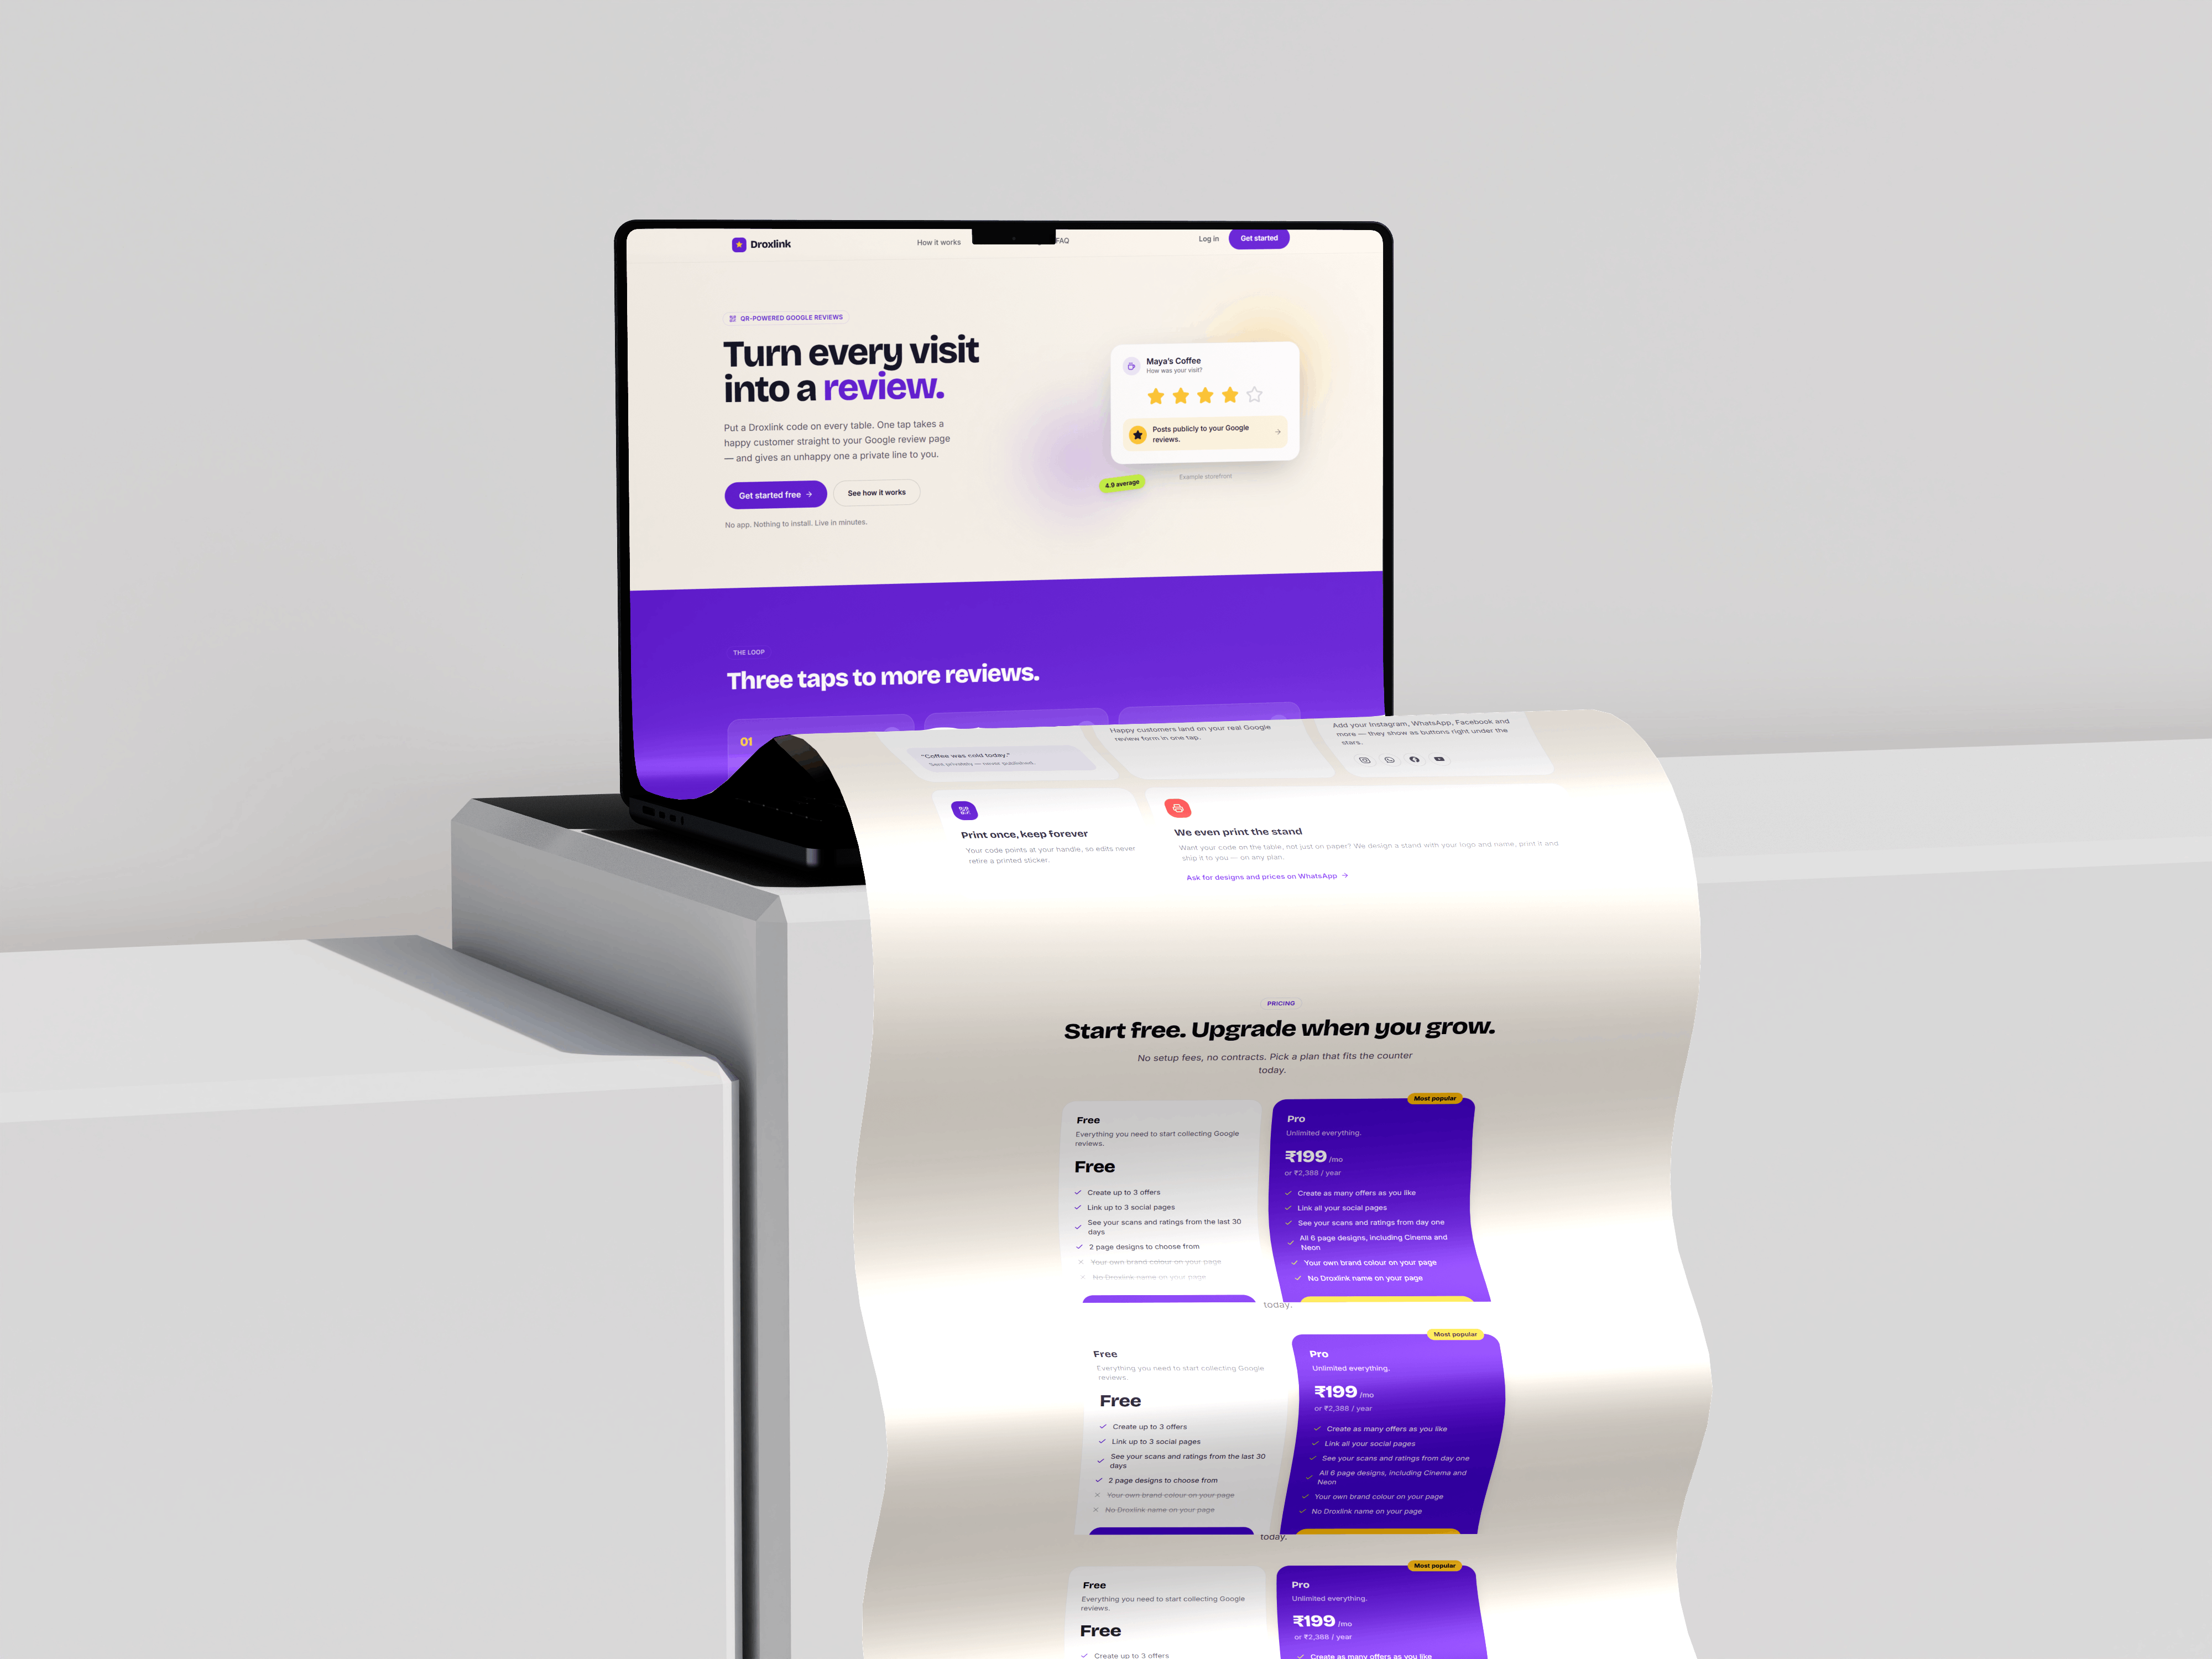 Droxlink
How it works
FAQ
Log in
Get started
QR-POWERED GOOGLE REVIEWS
Turn every visit
into a review.
Put a Droxlink code on every table. One tap takes a
happy customer straight to your Google review page
— and gives an unhappy one a private line to you.
Get started free →
See how it works
No app. Nothing to install. Live in minutes.
Maya's Coffee
How was your visit?
Posts publicly to your Google
reviews.
4.9 average
Example storefront
THE LOOP
Three taps to more reviews.
01
"Coffee was cold today."
Sent privately — never published.
Happy customers land on your real Google
review form in one tap.
Add your Instagram, WhatsApp, Facebook and
more — they show as buttons right under the
stars.
Print once, keep forever
Your code points at your handle, so edits never
retire a printed sticker.
We even print the stand
Want your code on the table, not just on paper? We design a stand with your logo and name, print it and
ship it to you — on any plan.
Ask for designs and prices on WhatsApp →
PRICING
Start free. Upgrade when you grow.
No setup fees, no contracts. Pick a plan that fits the counter
today.
Free
Everything you need to start collecting Google
reviews.
Free
Create up to 3 offers
Link up to 3 social pages
See your scans and ratings from the last 30
days
2 page designs to choose from
Your own brand colour on your page
No Droxlink name on your page
Most popular
Pro
Unlimited everything.
₹199 /mo
or ₹2,388 / year
Create as many offers as you like
Link all your social pages
See your scans and ratings from day one
All 6 page designs, including Cinema and
Neon
Your own brand colour on your page
No Droxlink name on your page
today.
Free
Everything you need to start collecting Google
reviews.
Free
Create up to 3 offers
Link up to 3 social pages
See your scans and ratings from the last 30
days
2 page designs to choose from
Your own brand colour on your page
No Droxlink name on your page
Most popular
Pro
Unlimited everything.
₹199 /mo
or ₹2,388 / year
Create as many offers as you like
Link all your social pages
See your scans and ratings from day one
All 6 page designs, including Cinema and
Neon
Your own brand colour on your page
No Droxlink name on your page
today.
Free
Everything you need to start collecting Google
reviews.
Free
Create up to 3 offers
Most popular
Pro
Unlimited everything.
₹199 /mo
or ₹2,388 / year
Create as many offers as you like